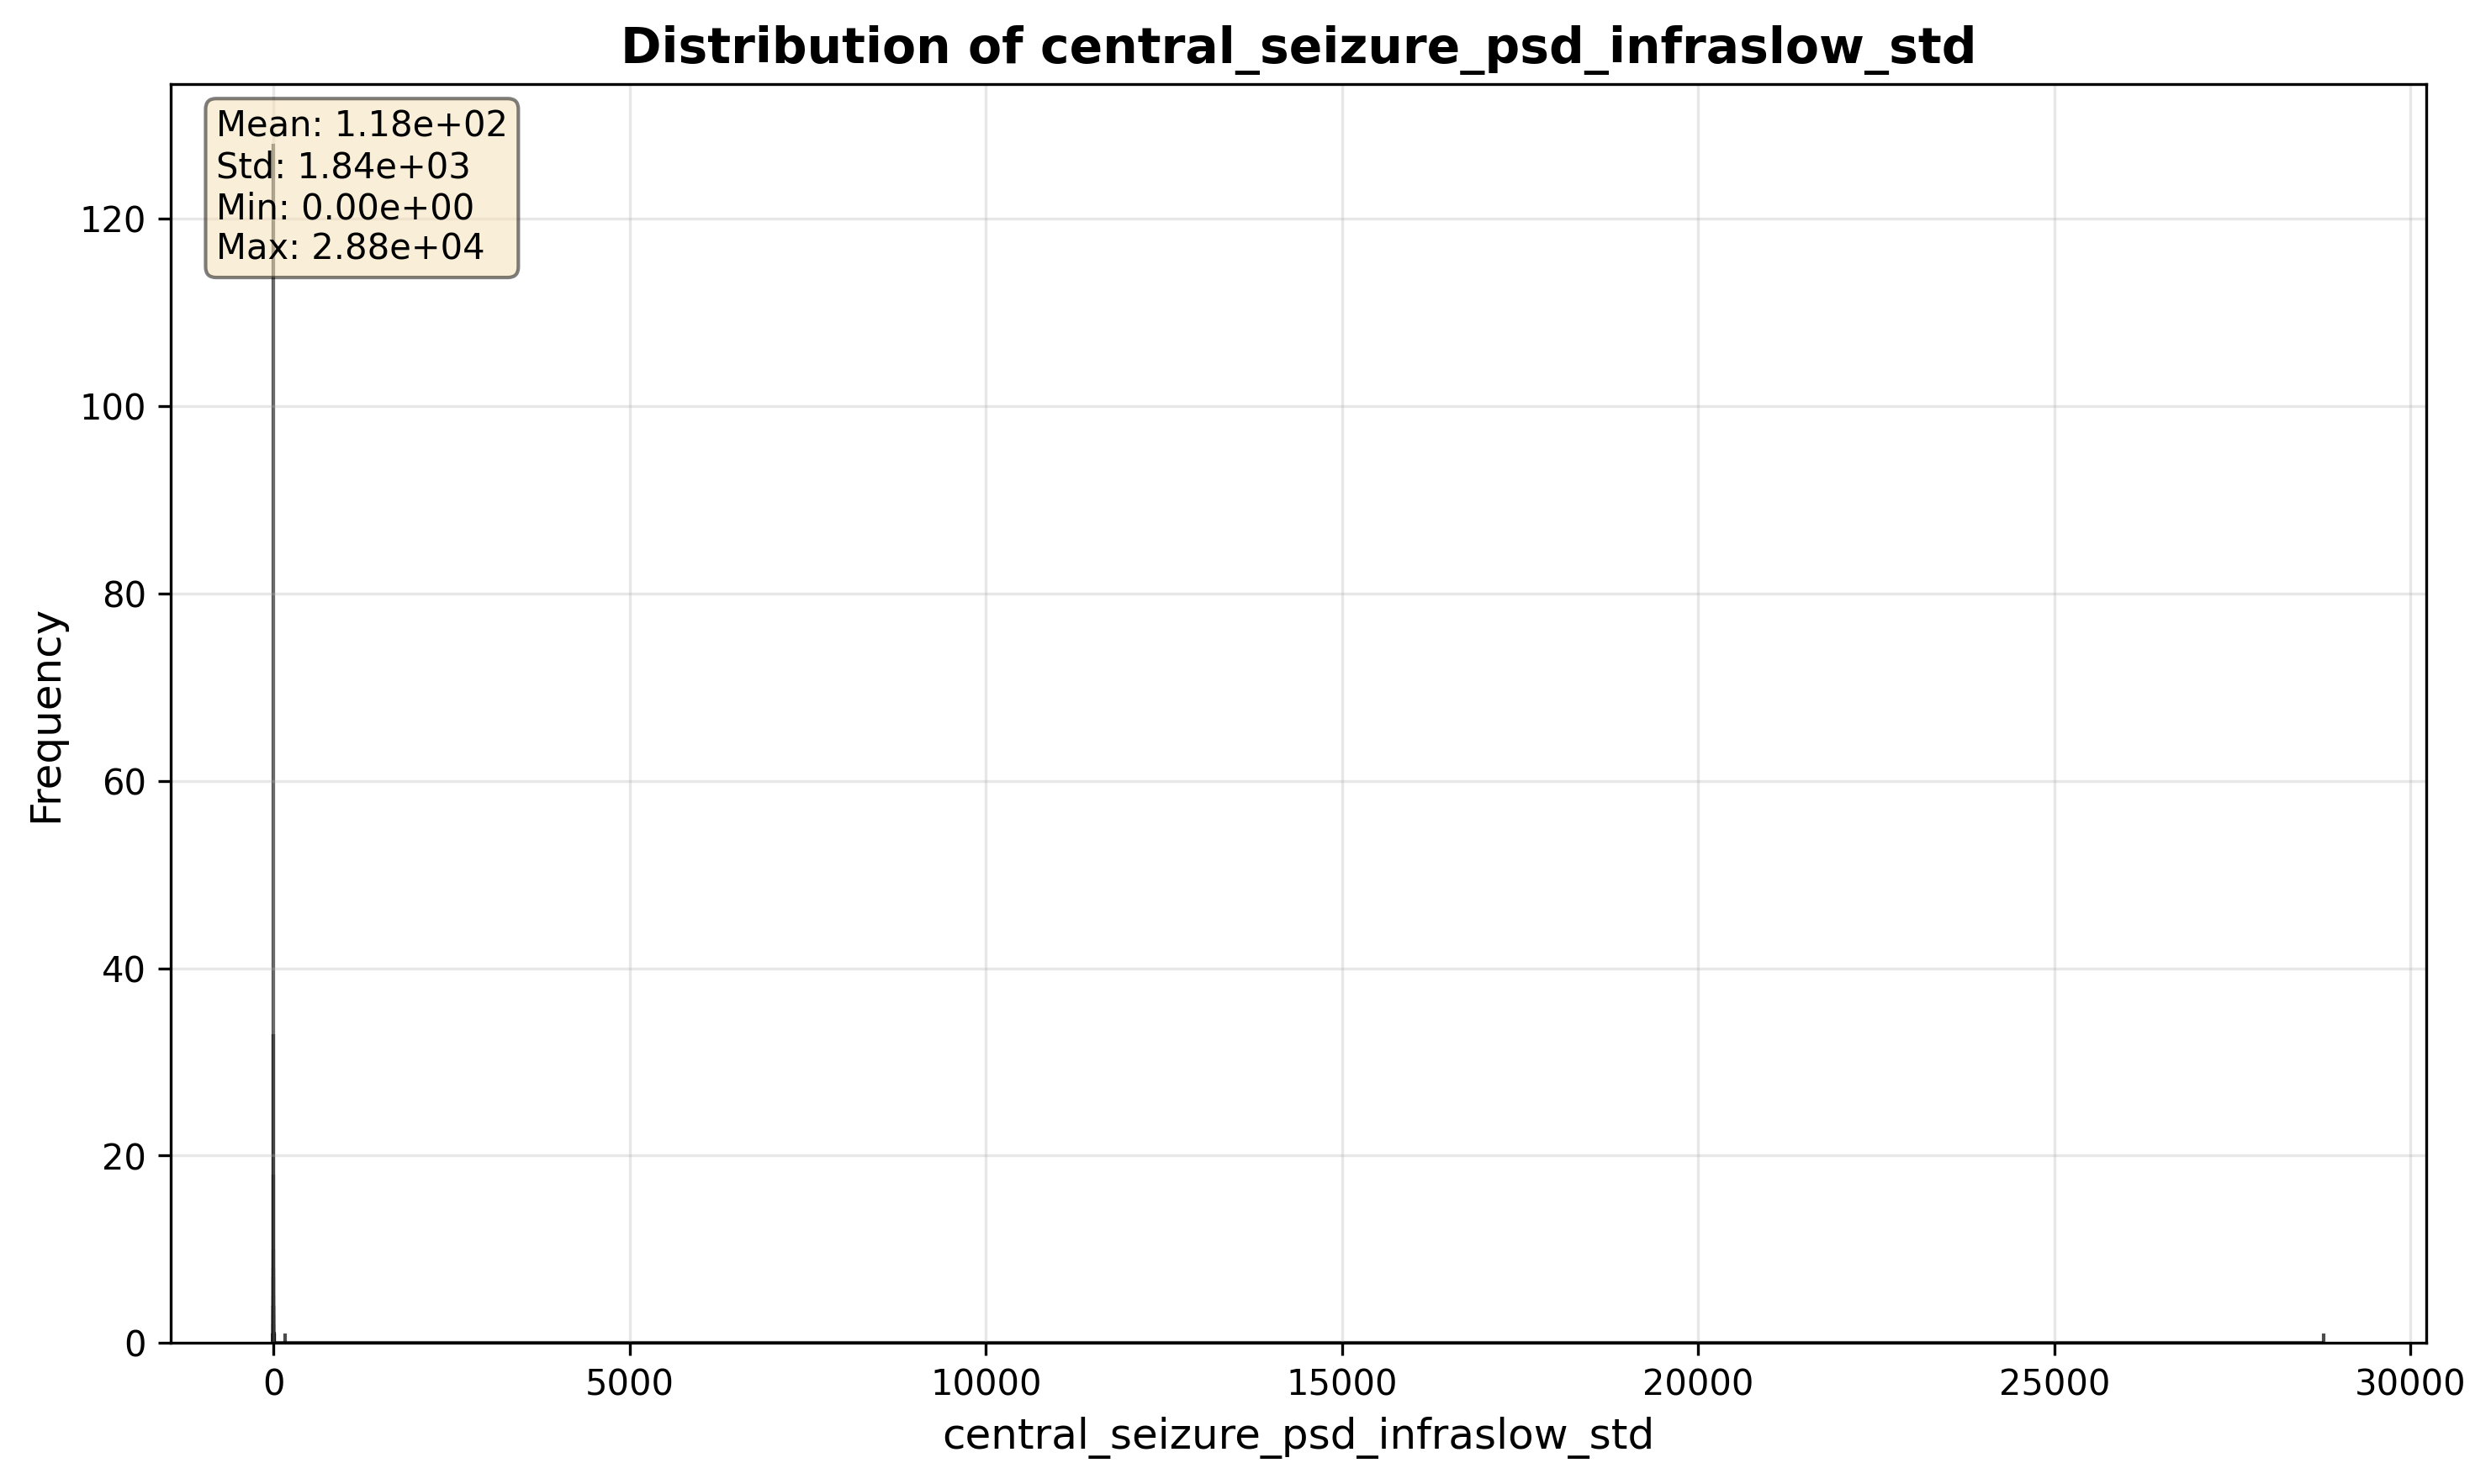 Distribution of central_seizure_psd_infraslow_std
Mean: 1.18e+02
Std: 1.84e+03
Min: 0.00e+00
Max: 2.88e+04
120
100
80
60
40
20
0
Frequency
0 5000 10000 15000 20000 25000 30000
central_seizure_psd_infraslow_std